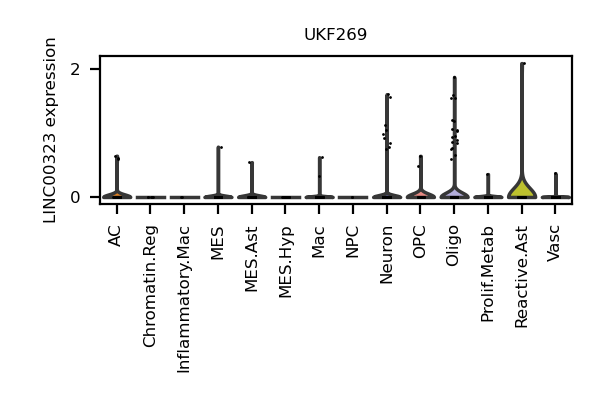 UKF269
LINC00323 expression
2
0
AC
Chromatin.Reg
Inflammatory.Mac
MES
MES.Ast
MES.Hyp
Mac
NPC
Neuron
OPC
Oligo
Prolif.Metab
Reactive.Ast
Vasc